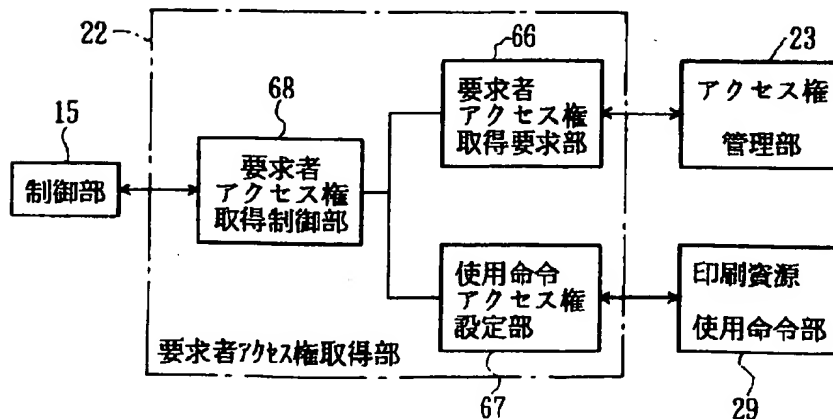 22
66
23
68
15
要求者
アクセス権
取得要求部
アクセス権
管理部
制御部
要求者
アクセス権
取得制御部
使用命令
アクセス権
設定部
印刷資源
使用命令部
要求者アクセス権取得部
67
29